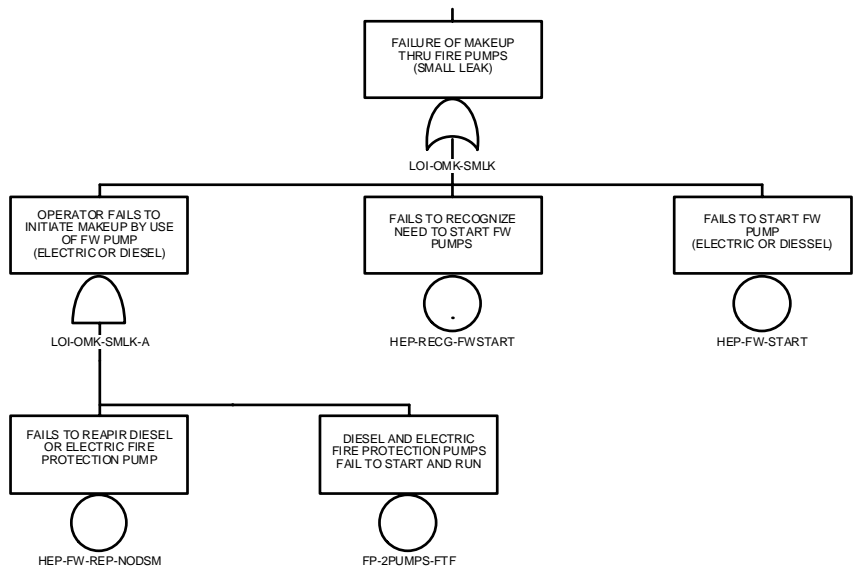 FAILURE OF MAKEUP
THRU FIRE PUMPS
(SMALL LEAK)
LOI-OMK-SMLK
OPERATOR FAILS TO
INITIATE MAKEUP BY USE
OF FW PUMP
(ELECTRIC OR DIESEL)
LOI-OMK-SMLK-A
FAILS TO RECOGNIZE
NEED TO START FW
PUMPS
HEP-RECG-FWSTART
FAILS TO START FW
PUMP
(ELECTRIC OR DIESSEL)
HEP-FW-START
FAILS TO REAPIR DIESEL
OR ELECTRIC FIRE
PROTECTION PUMP
HEP-FW-REP-NODSM
DIESEL AND ELECTRIC
FIRE PROTECTION PUMPS
FAIL TO START AND RUN
FP-2PUMPS-FTF